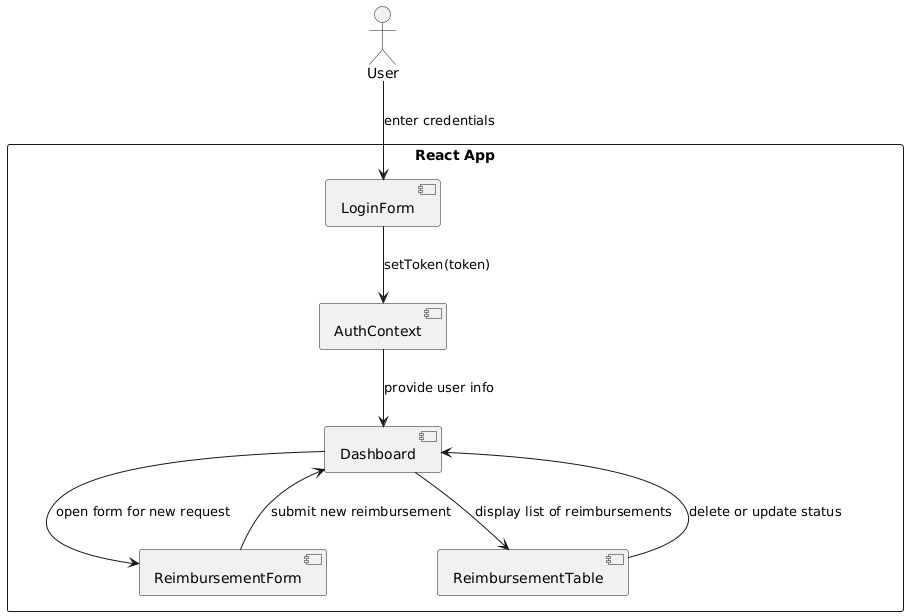 User
enter credentials
React App
LoginForm
setToken(token)
AuthContext
provide user info
Dashboard
open form for new request
submit new reimbursement
display list of reimbursements
delete or update status
ReimbursementForm
ReimbursementTable